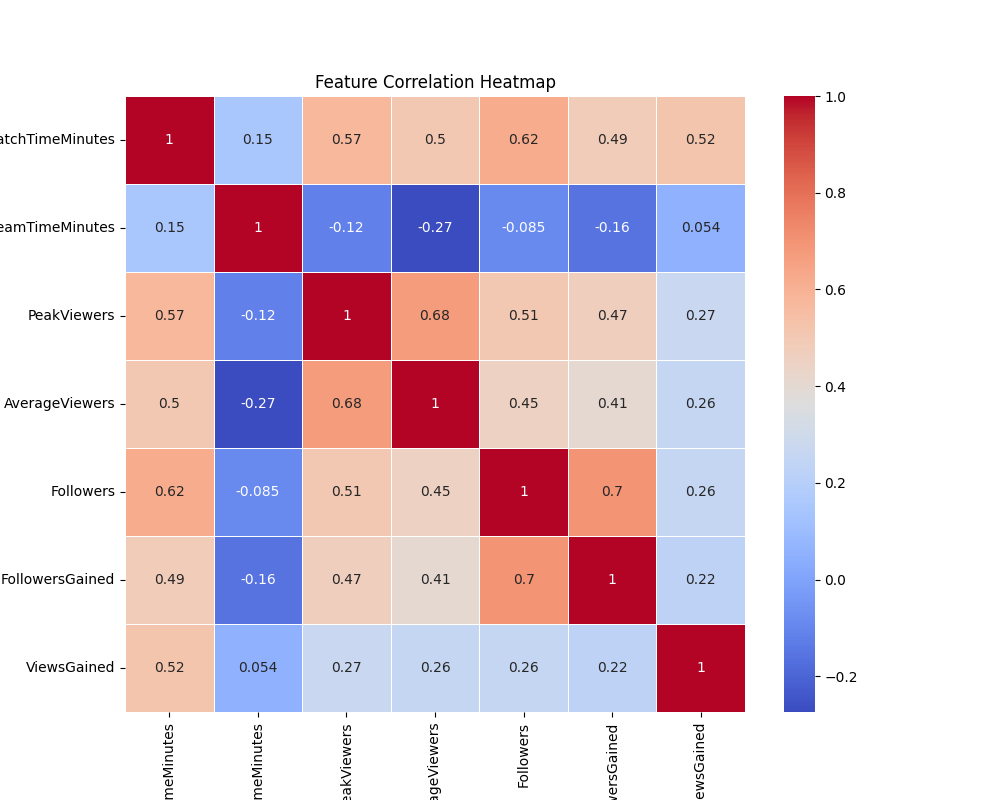 Feature Correlation Heatmap
atchTimeMinutes 1 0.15 0.57 0.5 0.62 0.49 0.52
eamTimeMinutes 0.15 1 -0.12 -0.27 -0.085 -0.16 0.054
PeakViewers 0.57 -0.12 1 0.68 0.51 0.47 0.27
AverageViewers 0.5 -0.27 0.68 1 0.45 0.41 0.26
Followers 0.62 -0.085 0.51 0.45 1 0.7 0.26
FollowersGained 0.49 -0.16 0.47 0.41 0.7 1 0.22
ViewsGained 0.52 0.054 0.27 0.26 0.26 0.22 1
meMinutes
meMinutes
eakViewers
ageViewers
Followers
wersGained
ewsGained
1.0
0.8
0.6
0.4
0.2
0.0
−0.2